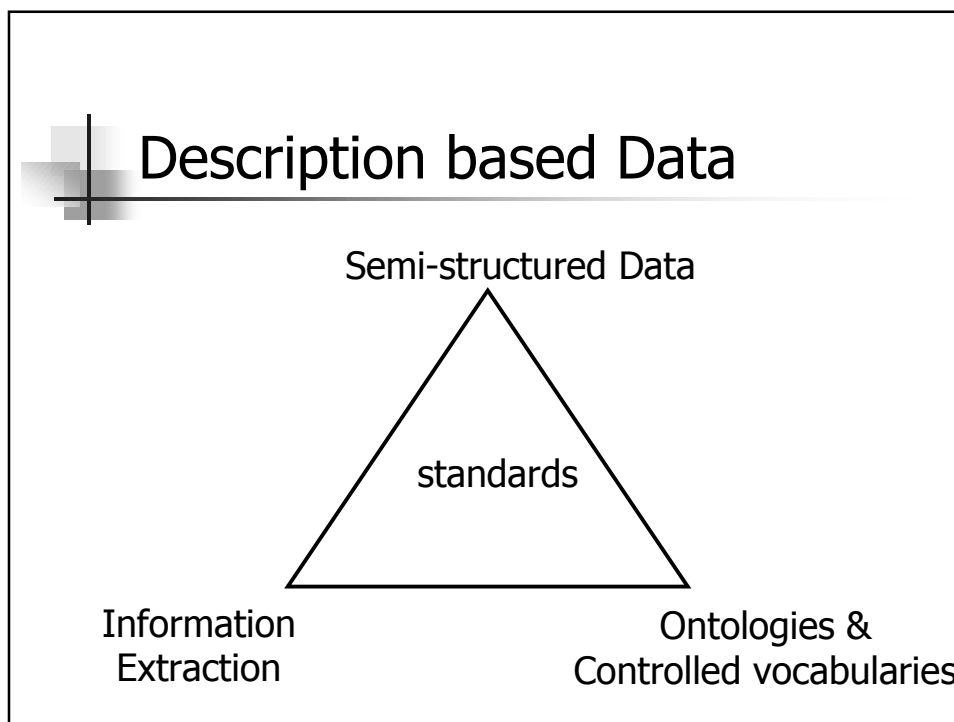 Description based Data
Semi-structured Data
standards
Information
Extraction
Ontologies &
Controlled vocabularies